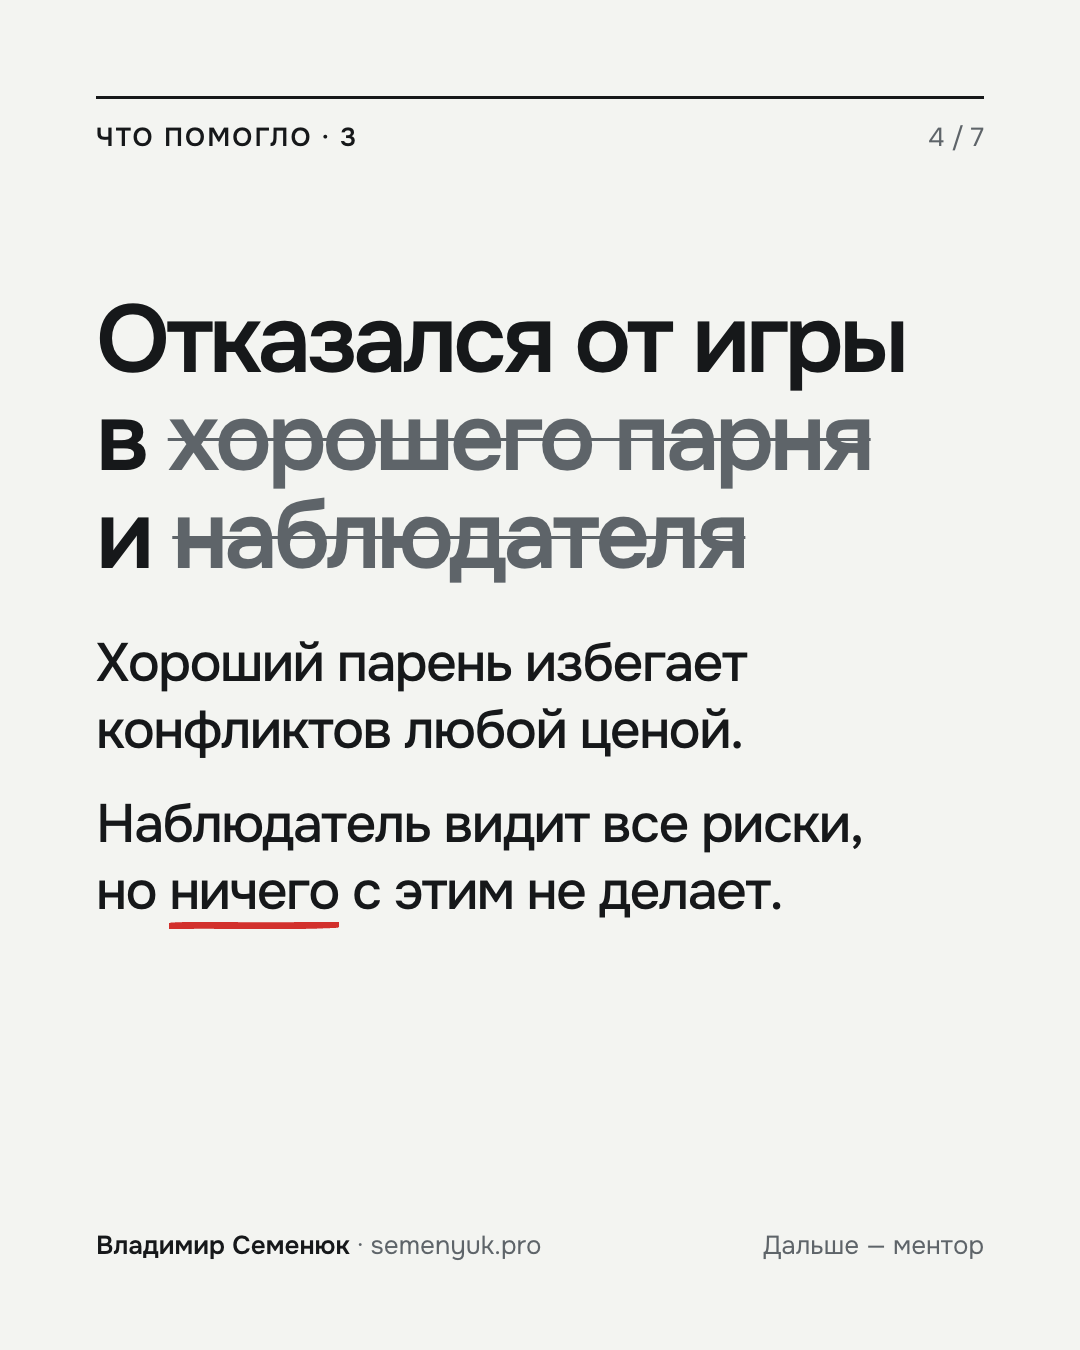 ЧТО ПОМОГЛО · 3
4 / 7
Отказался от игры
в хорошего парня
и наблюдателя
Хороший парень избегает
конфликтов любой ценой.
Наблюдатель видит все риски,
но ничего с этим не делает.
Владимир Семенюк · semenyuk.pro
Дальше — ментор